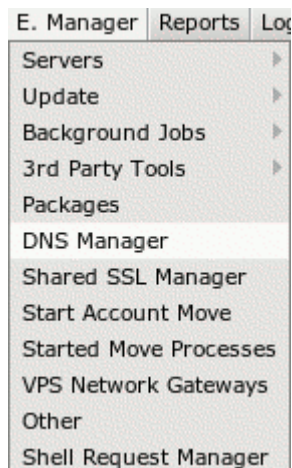 E. Manager Reports Log
Servers
Update
Background Jobs
3rd Party Tools
Packages
DNS Manager
Shared SSL Manager
Start Account Move
Started Move Processes
VPS Network Gateways
Other
Shell Request Manager